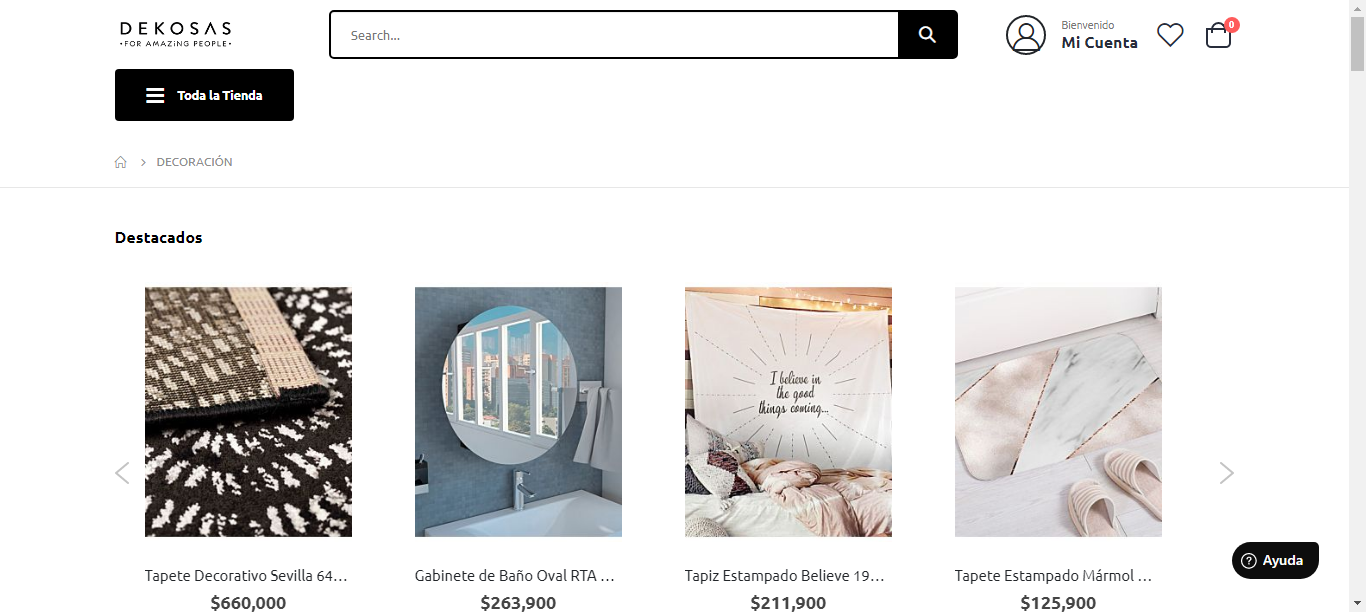 DEKOSAS
•FOR AMAZING PEOPLE•
Search...
Bienvenido
Mi Cuenta
0
Toda la Tienda
DECORACIÓN
Destacados
I believe in
the good
things coming...
Tapete Decorativo Sevilla 64...
Gabinete de Baño Oval RTA ...
Tapiz Estampado Believe 19...
Tapete Estampado Mármol ...
$660,000
$263,900
$211,900
$125,900
Ayuda